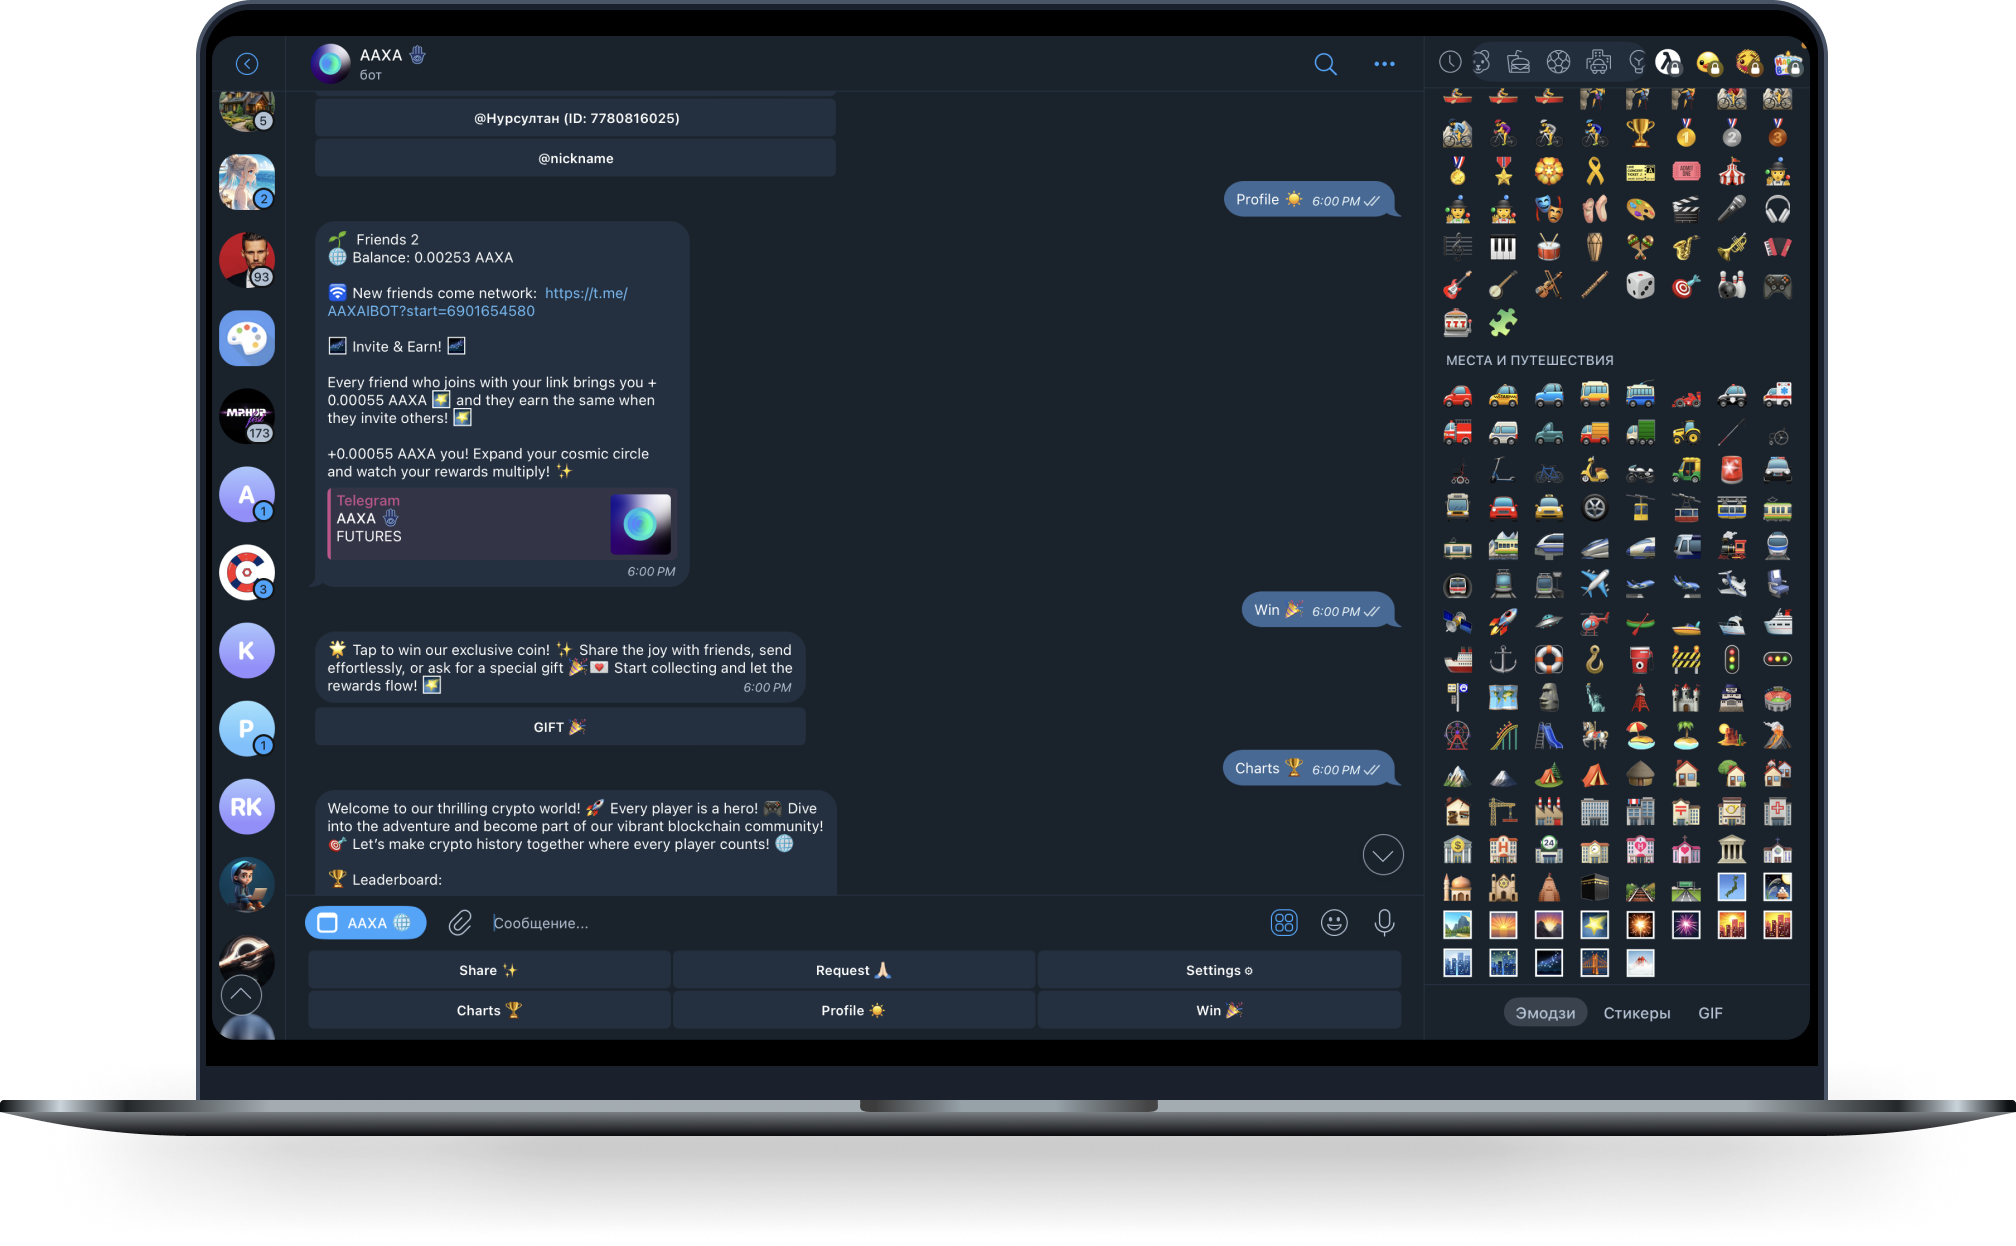 AAXA
бот
5
2
93
MPHUP
173
A
1
3
K
P
1
RK
@Нурсултан (ID: 7780816025)
@nickname
Profile ☀️ 6:00 PM
🌱 Friends 2
🌐 Balance: 0.00253 AAXA
🛜 New friends come network: https://t.me/
AAXAIBOT?start=6901654580
🌌 Invite & Earn! 🌌
Every friend who joins with your link brings you +
0.00055 AAXA 🌠 and they earn the same when
they invite others! 🌠
+0.00055 AAXA you! Expand your cosmic circle
and watch your rewards multiply! ✨
Telegram
AAXA
FUTURES
6:00 PM
Win 🎉 6:00 PM
🌟 Tap to win our exclusive coin! ✨ Share the joy with friends, send
effortlessly, or ask for a special gift 🎉💌 Start collecting and let the
rewards flow! 🌠 6:00 PM
GIFT 🎉
Charts 🏆 6:00 PM
Welcome to our thrilling crypto world! 🚀 Every player is a hero! 🎮 Dive
into the adventure and become part of our vibrant blockchain community!
🎯 Let's make crypto history together where every player counts! 🌐
🏆 Leaderboard:
AAXA 🌐
Сообщение...
Share ✨
Request 🙏🏻
Settings ⚙
Charts 🏆
Profile ☀️
Win 🎉
МЕСТА И ПУТЕШЕСТВИЯ
Эмодзи Стикеры GIF